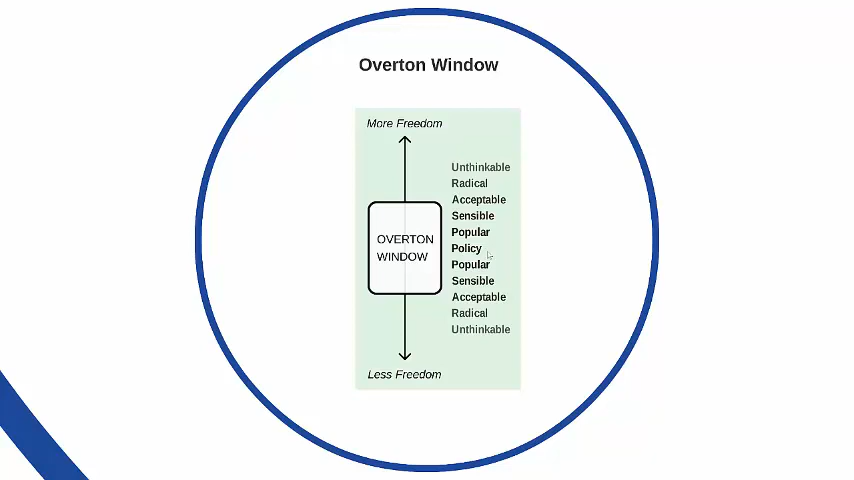 Overton Window
More Freedom
Unthinkable
Radical
Acceptable
Sensible
Popular
OVERTON
WINDOW
Policy
Popular
Sensible
Acceptable
Radical
Unthinkable
Less Freedom